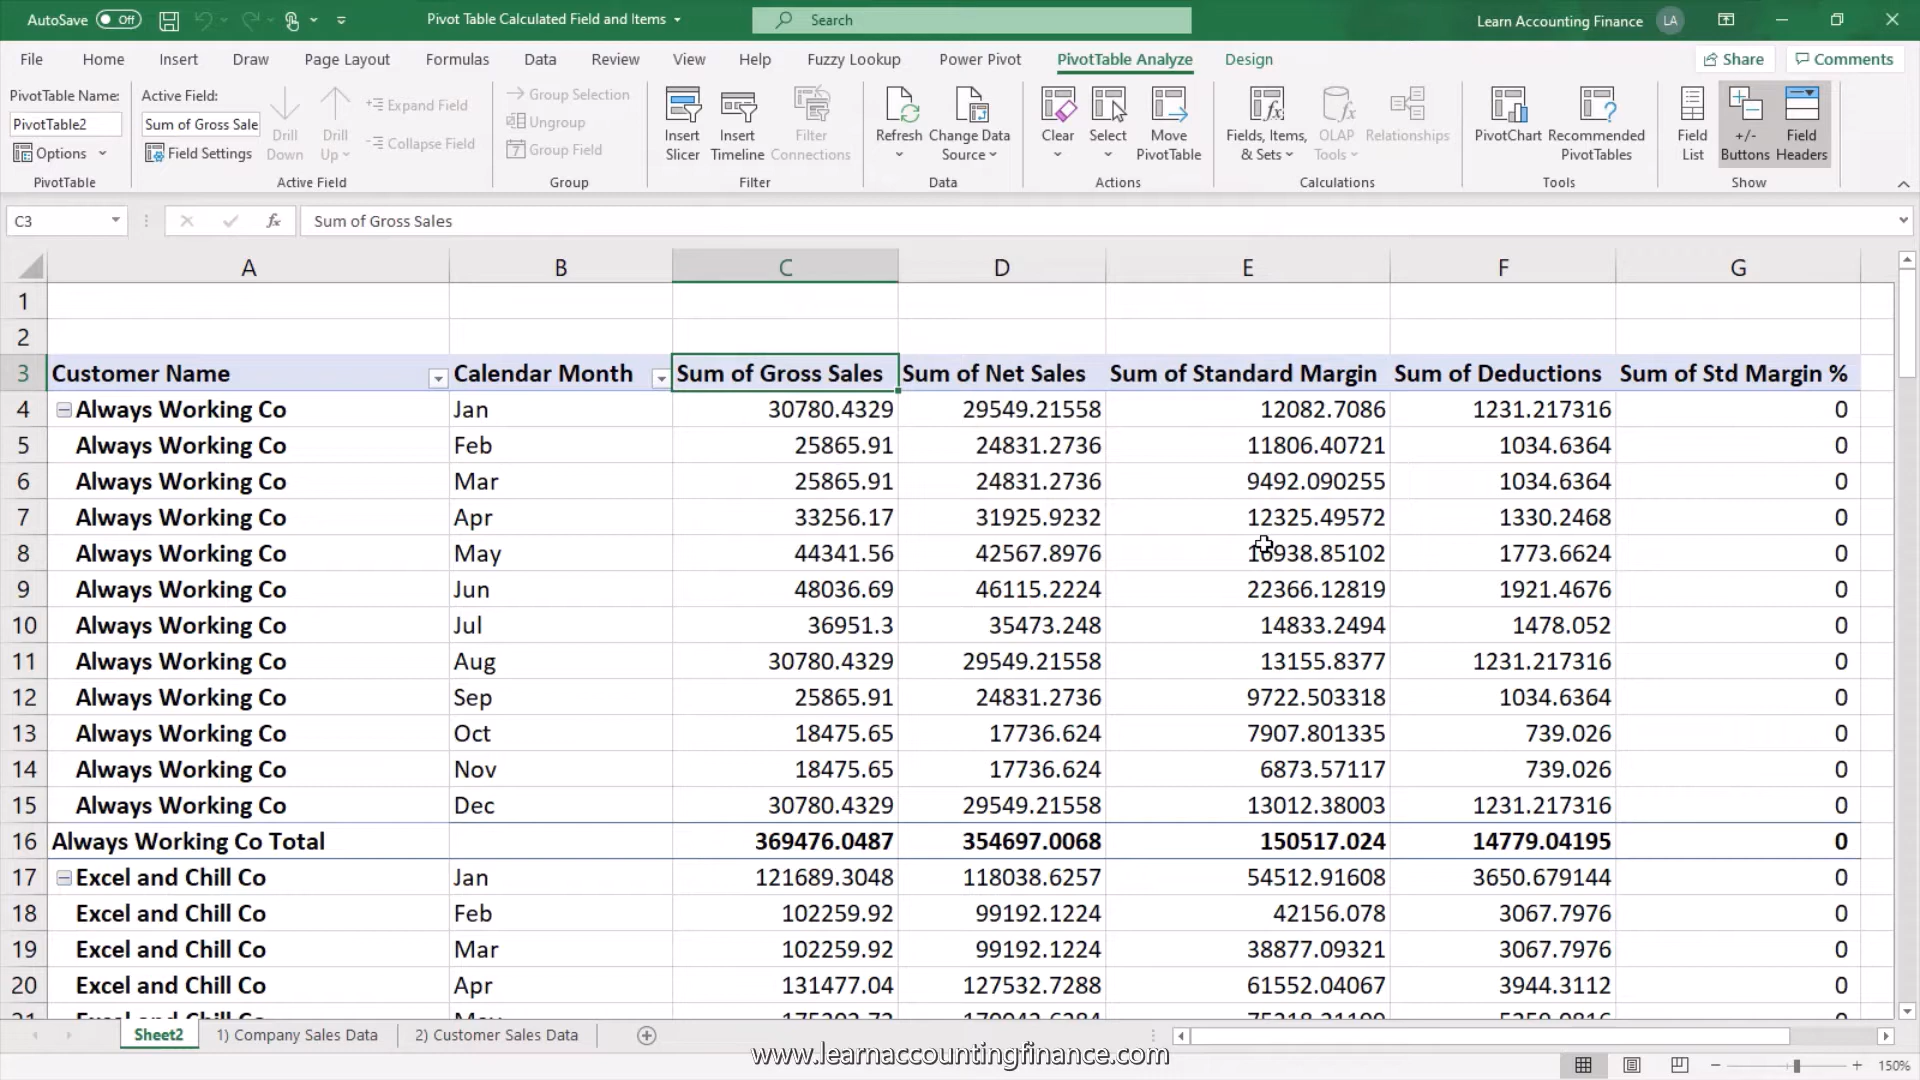 AutoSave Off Pivot Table Calculated Field and Items Search Learn Accounting Finance LA
File Home Insert Draw Page Layout Formulas Data Review View Help Fuzzy Lookup Power Pivot PivotTable Analyze Design Share Comments
PivotTable Name:
PivotTable2
Options
PivotTable
Active Field:
Sum of Gross Sale
Field Settings
Drill Down
Drill Up
Expand Field
Collapse Field
Active Field
Group Selection
Ungroup
Group Field
Group
Insert Slicer
Insert Timeline
Filter Connections
Filter
Refresh
Change Data Source
Data
Clear
Select
Move PivotTable
Actions
Fields, Items, & Sets
OLAP Tools
Relationships
Calculations
PivotChart
Recommended PivotTables
Tools
Field List
+/- Buttons
Field Headers
Show
C3 fx Sum of Gross Sales
A B C D E F G
1
2
3 Customer Name Calendar Month Sum of Gross Sales Sum of Net Sales Sum of Standard Margin Sum of Deductions Sum of Std Margin %
4 Always Working Co Jan 30780.4329 29549.21558 12082.7086 1231.217316 0
5 Always Working Co Feb 25865.91 24831.2736 11806.40721 1034.6364 0
6 Always Working Co Mar 25865.91 24831.2736 9492.090255 1034.6364 0
7 Always Working Co Apr 33256.17 31925.9232 12325.49572 1330.2468 0
8 Always Working Co May 44341.56 42567.8976 16938.85102 1773.6624 0
9 Always Working Co Jun 48036.69 46115.2224 22366.12819 1921.4676 0
10 Always Working Co Jul 36951.3 35473.248 14833.2494 1478.052 0
11 Always Working Co Aug 30780.4329 29549.21558 13155.8377 1231.217316 0
12 Always Working Co Sep 25865.91 24831.2736 9722.503318 1034.6364 0
13 Always Working Co Oct 18475.65 17736.624 7907.801335 739.026 0
14 Always Working Co Nov 18475.65 17736.624 6873.57117 739.026 0
15 Always Working Co Dec 30780.4329 29549.21558 13012.38003 1231.217316 0
16 Always Working Co Total 369476.0487 354697.0068 150517.024 14779.04195 0
17 Excel and Chill Co Jan 121689.3048 118038.6257 54512.91608 3650.679144 0
18 Excel and Chill Co Feb 102259.92 99192.1224 42156.078 3067.7976 0
19 Excel and Chill Co Mar 102259.92 99192.1224 38877.09321 3067.7976 0
20 Excel and Chill Co Apr 131477.04 127532.7288 61552.04067 3944.3112 0
Sheet2 1) Company Sales Data 2) Customer Sales Data
www.learnaccountingfinance.com
150%